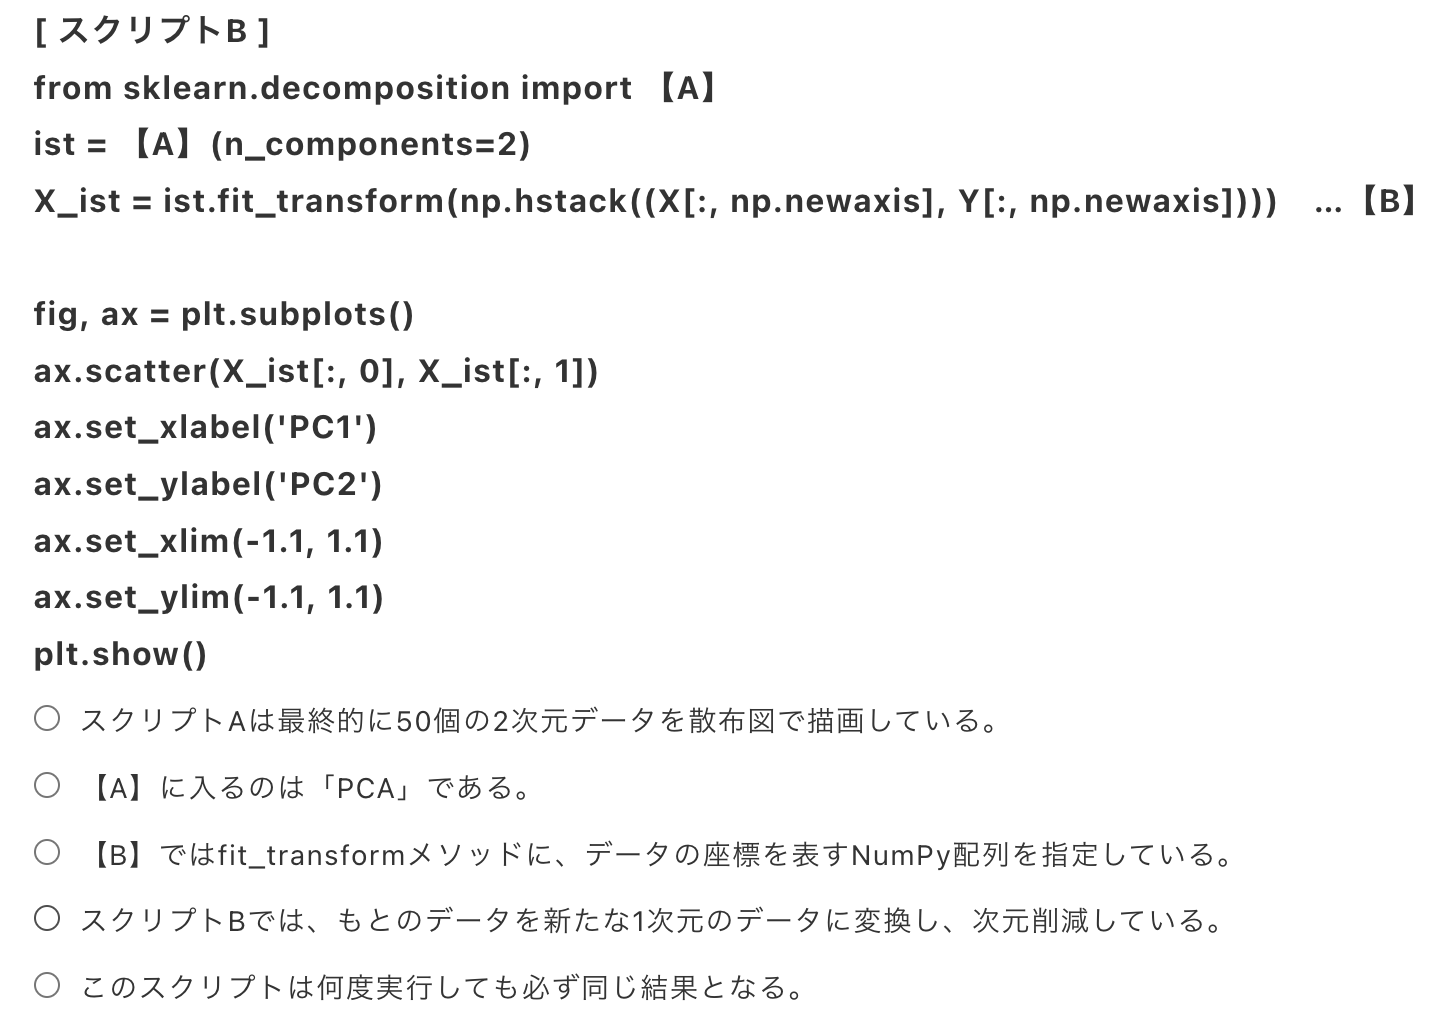 [ スクリプトB ]
from sklearn.decomposition import 【A】
ist = 【A】(n_components=2)
X_ist = ist.fit_transform(np.hstack((X[:, np.newaxis], Y[:, np.newaxis]))) …【B】
fig, ax = plt.subplots()
ax.scatter(X_ist[:, 0], X_ist[:, 1])
ax.set_xlabel('PC1')
ax.set_ylabel('PC2')
ax.set_xlim(-1.1, 1.1)
ax.set_ylim(-1.1, 1.1)
plt.show()
スクリプトAは最終的に50個の2次元データを散布図で描画している。
【A】に入るのは「PCA」である。
【B】ではfit_transformメソッドに、データの座標を表すNumPy配列を指定している。
スクリプトBでは、もとのデータを新たな1次元のデータに変換し、次元削減している。
このスクリプトは何度実行しても必ず同じ結果となる。